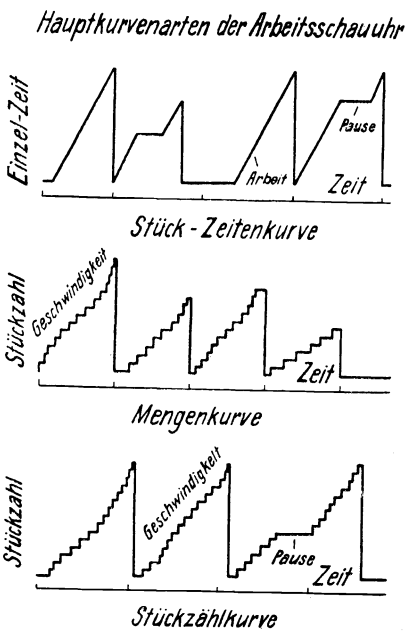 Hauptkurvenarten der Arbeitsschauuhr
Einzel-Zeit
Pause
Arbeit
Zeit
Stück-Zeitenkurve
Stückzahl
Geschwindigkeit
Zeit
Mengenkurve
Stückzahl
Geschwindigkeit
Pause
Zeit
Stückzählkurve